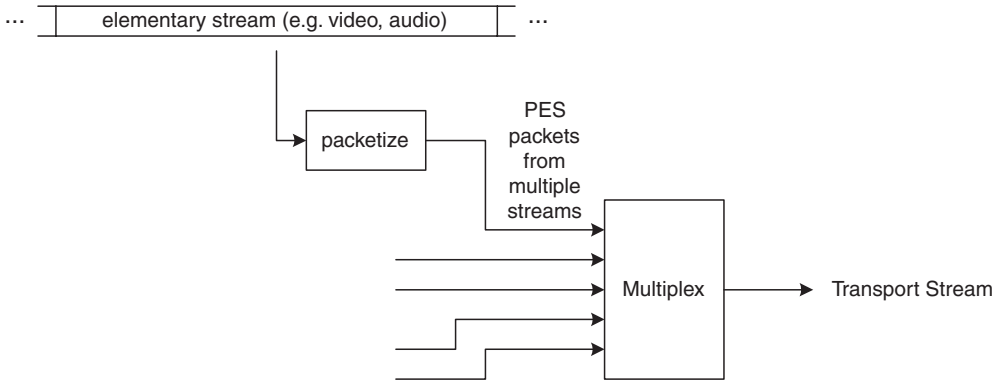 ... elementary stream (e.g. video, audio) ...
packetize
PES
packets
from
multiple
streams
Multiplex
Transport Stream